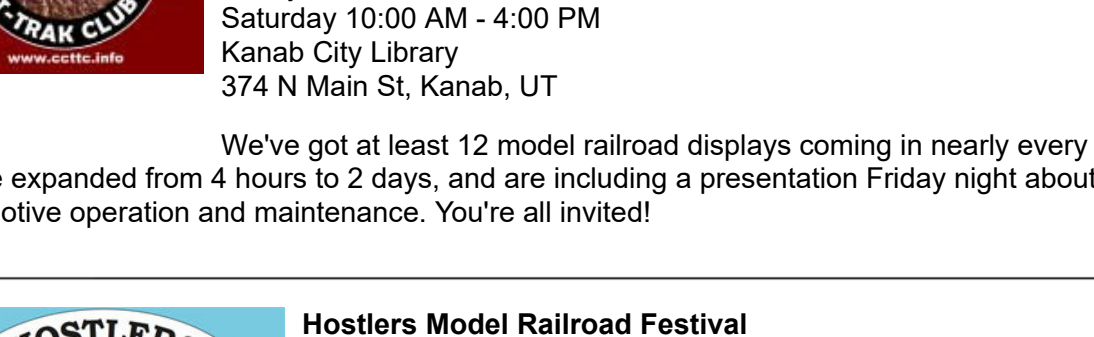 T-TRAK CLUB
www.ccttc.info
Saturday 10:00 AM - 4:00 PM
Kanab City Library
374 N Main St, Kanab, UT
We've got at least 12 model railroad displays coming in nearly every
expanded from 4 hours to 2 days, and are including a presentation Friday night about
operation and maintenance. You're all invited!
Hostlers Model Railroad Festival